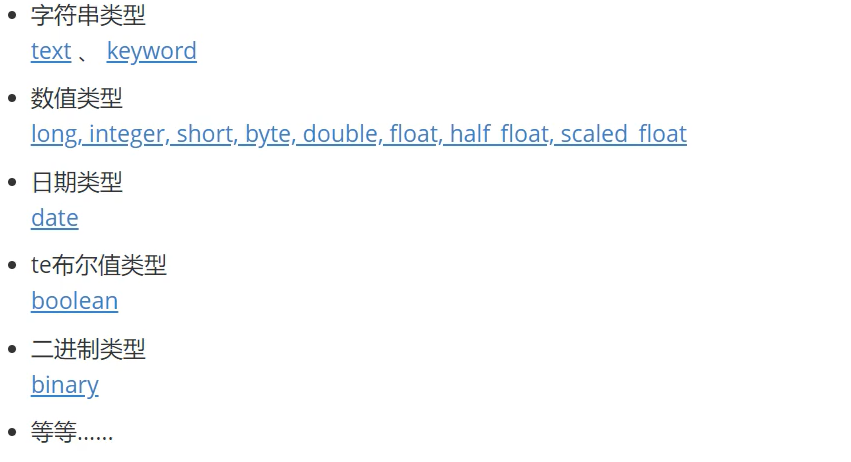 字符串类型
text 、 keyword
数值类型
long, integer, short, byte, double, float, half_float, scaled_float
日期类型
date
te布尔值类型
boolean
二进制类型
binary
等等......